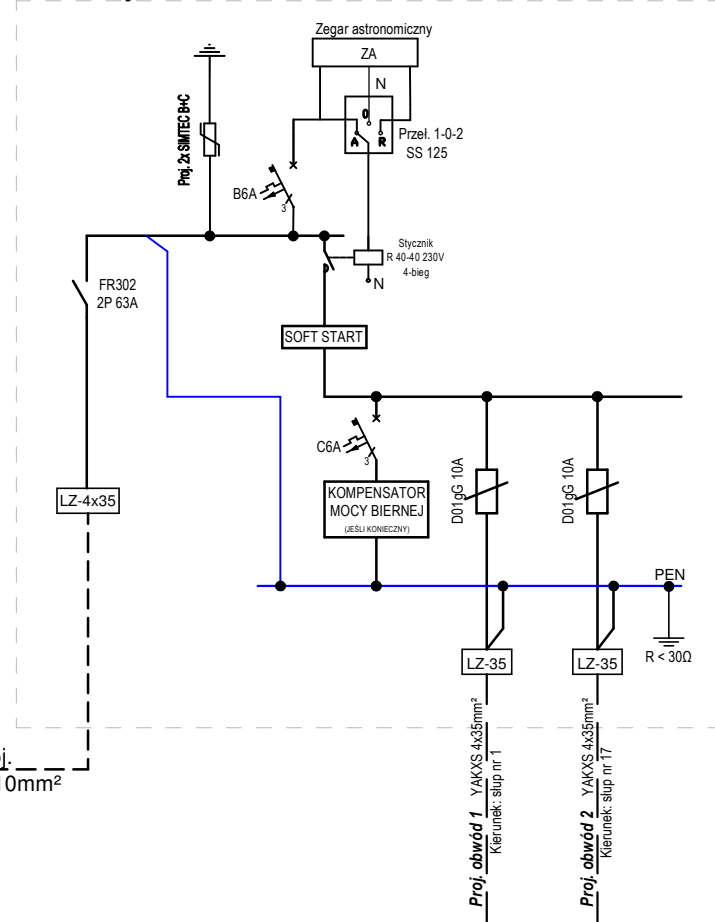 Zegar astronomiczny
ZA
N
0
A R
Przeł. 1-0-2
SS 125
Proj. 2x SIMTEC B+C
B6A
3
Stycznik
R 40-40 230V
4-bieg
N
FR302
2P 63A
SOFT START
C6A
3
KOMPENSATOR
MOCY BIERNEJ
(JEŚLI KONIECZNY)
D01gG 10A
D01gG 10A
LZ-4x35
PEN
R < 30Ω
LZ-35
LZ-35
Proj. obwód 1 YAKXS 4x35mm²
Kierunek: słup nr 1
Proj. obwód 2 YAKXS 4x35mm²
Kierunek: słup nr 17
10mm²